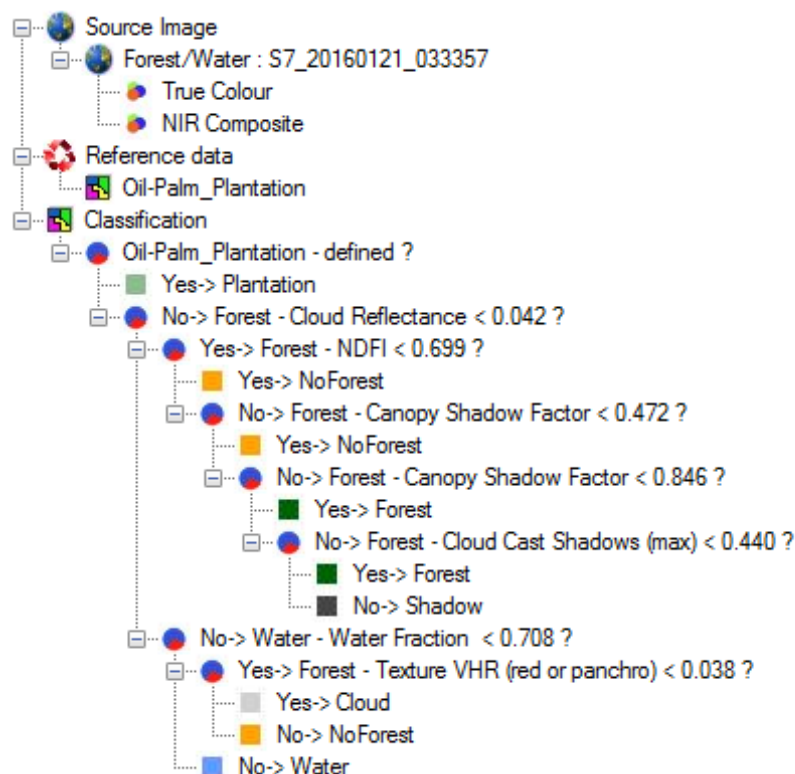 Source Image
Forest/Water : S7_20160121_033357
True Colour
NIR Composite
Reference data
Oil-Palm_Plantation
Classification
Oil-Palm_Plantation - defined ?
Yes-> Plantation
No-> Forest - Cloud Reflectance < 0.042 ?
Yes-> Forest - NDFI < 0.699 ?
Yes-> NoForest
No-> Forest - Canopy Shadow Factor < 0.472 ?
Yes-> NoForest
No-> Forest - Canopy Shadow Factor < 0.846 ?
Yes-> Forest
No-> Forest - Cloud Cast Shadows (max) < 0.440 ?
Yes-> Forest
No-> Shadow
No-> Water - Water Fraction < 0.708 ?
Yes-> Forest - Texture VHR (red or panchro) < 0.038 ?
Yes-> Cloud
No-> NoForest
No-> Water